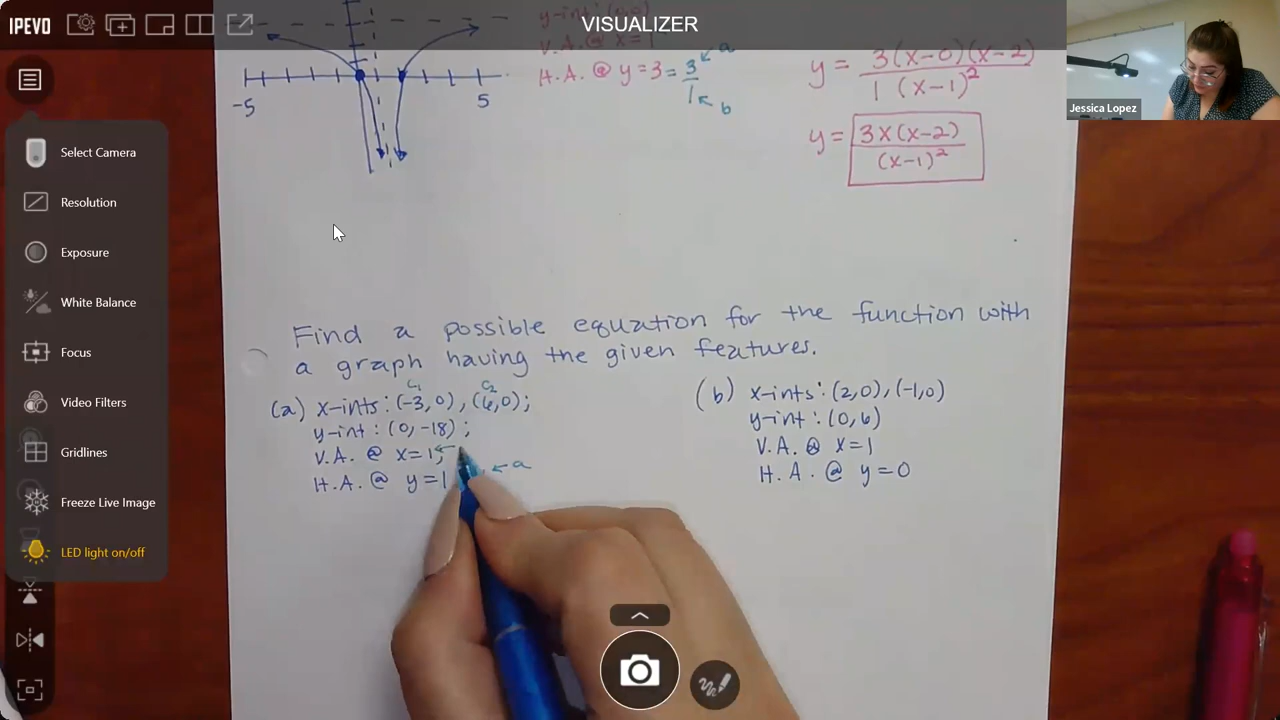 IPEVO
VISUALIZER
Jessica Lopez
Select Camera
Resolution
Exposure
White Balance
Focus
Video Filters
Gridlines
Freeze Live Image
LED light on/off
-5
5
y-int:
V.A. @ x=
H.A. @ y=3=3/1
a
b
y = 3(x-0)(x-2)/1(x-1)²
y = 3x(x-2)/(x-1)²
Find a possible equation for the function with
a graph having the given features.
c₁ c₂
(a) x-ints: (-3,0), (6,0);
y-int: (0,-18);
V.A. @ x=1;
H.A. @ y=1 ← a
(b) x-ints: (2,0), (-1,0)
y-int: (0,6)
V.A. @ x=1
H.A. @ y=0